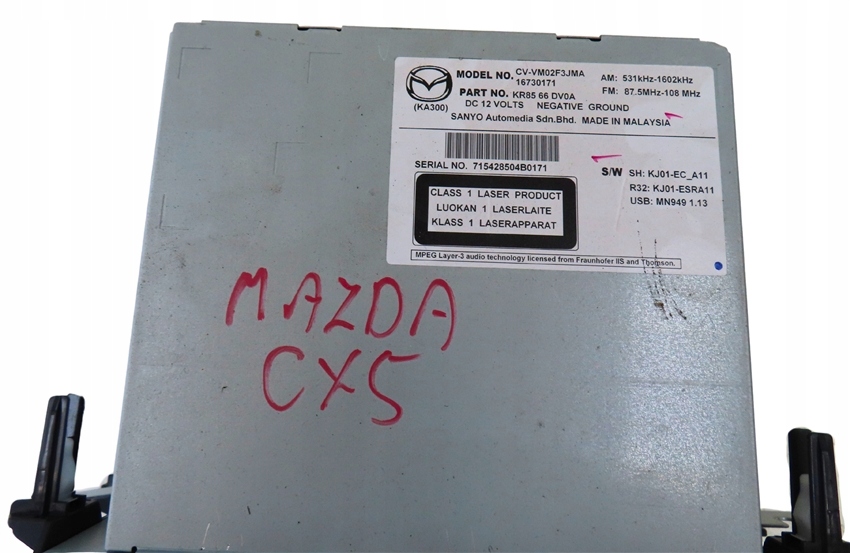 MODEL NO. CV-VM02F3JMA
16730171
AM: 531kHz-1602kHz
PART NO. KR85 66 DV0A
FM: 87.5MHz-108 MHz
(KA300)
DC 12 VOLTS NEGATIVE GROUND
SANYO Automedia Sdn.Bhd. MADE IN MALAYSIA
SERIAL NO. 715428504B0171
S/W SH: KJ01-EC_A11
R32: KJ01-ESRA11
USB: MN949 1.13
CLASS 1 LASER PRODUCT
LUOKAN 1 LASERLAITE
KLASS 1 LASERAPPARAT
MPEG Layer-3 audio technology licensed from Fraunhofer IIS and Thomson.
MAZDA
CX5